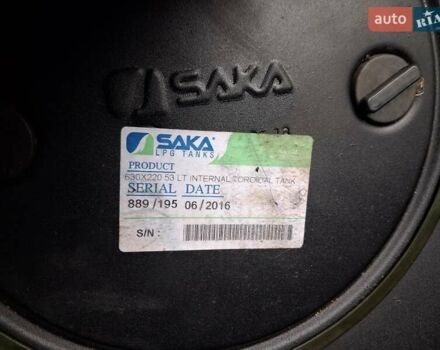 auto RIA
SAKA
SAKA
LPG TANKS
PRODUCT
630X220 53 LT INTERNAL TOROIDAL TANK
SERIAL DATE
889/195 06/2016
S/N :